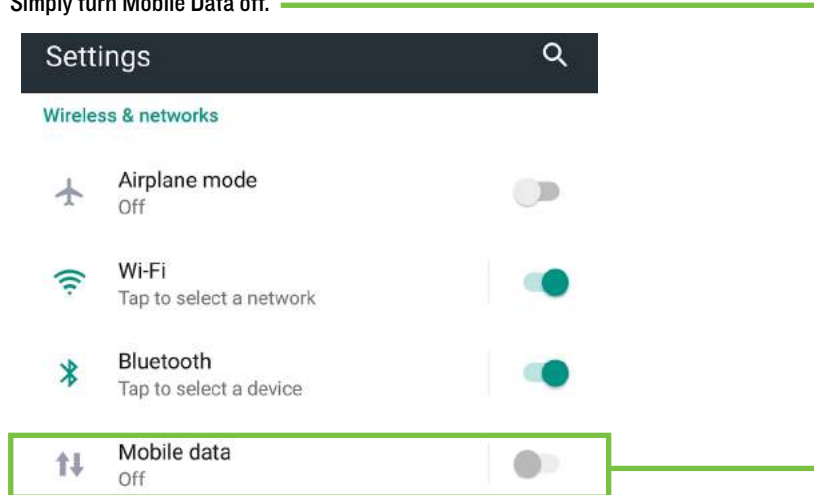 Simply turn Mobile Data off.
Settings
Wireless & networks
Airplane mode
Off
Wi-Fi
Tap to select a network
Bluetooth
Tap to select a device
Mobile data
Off